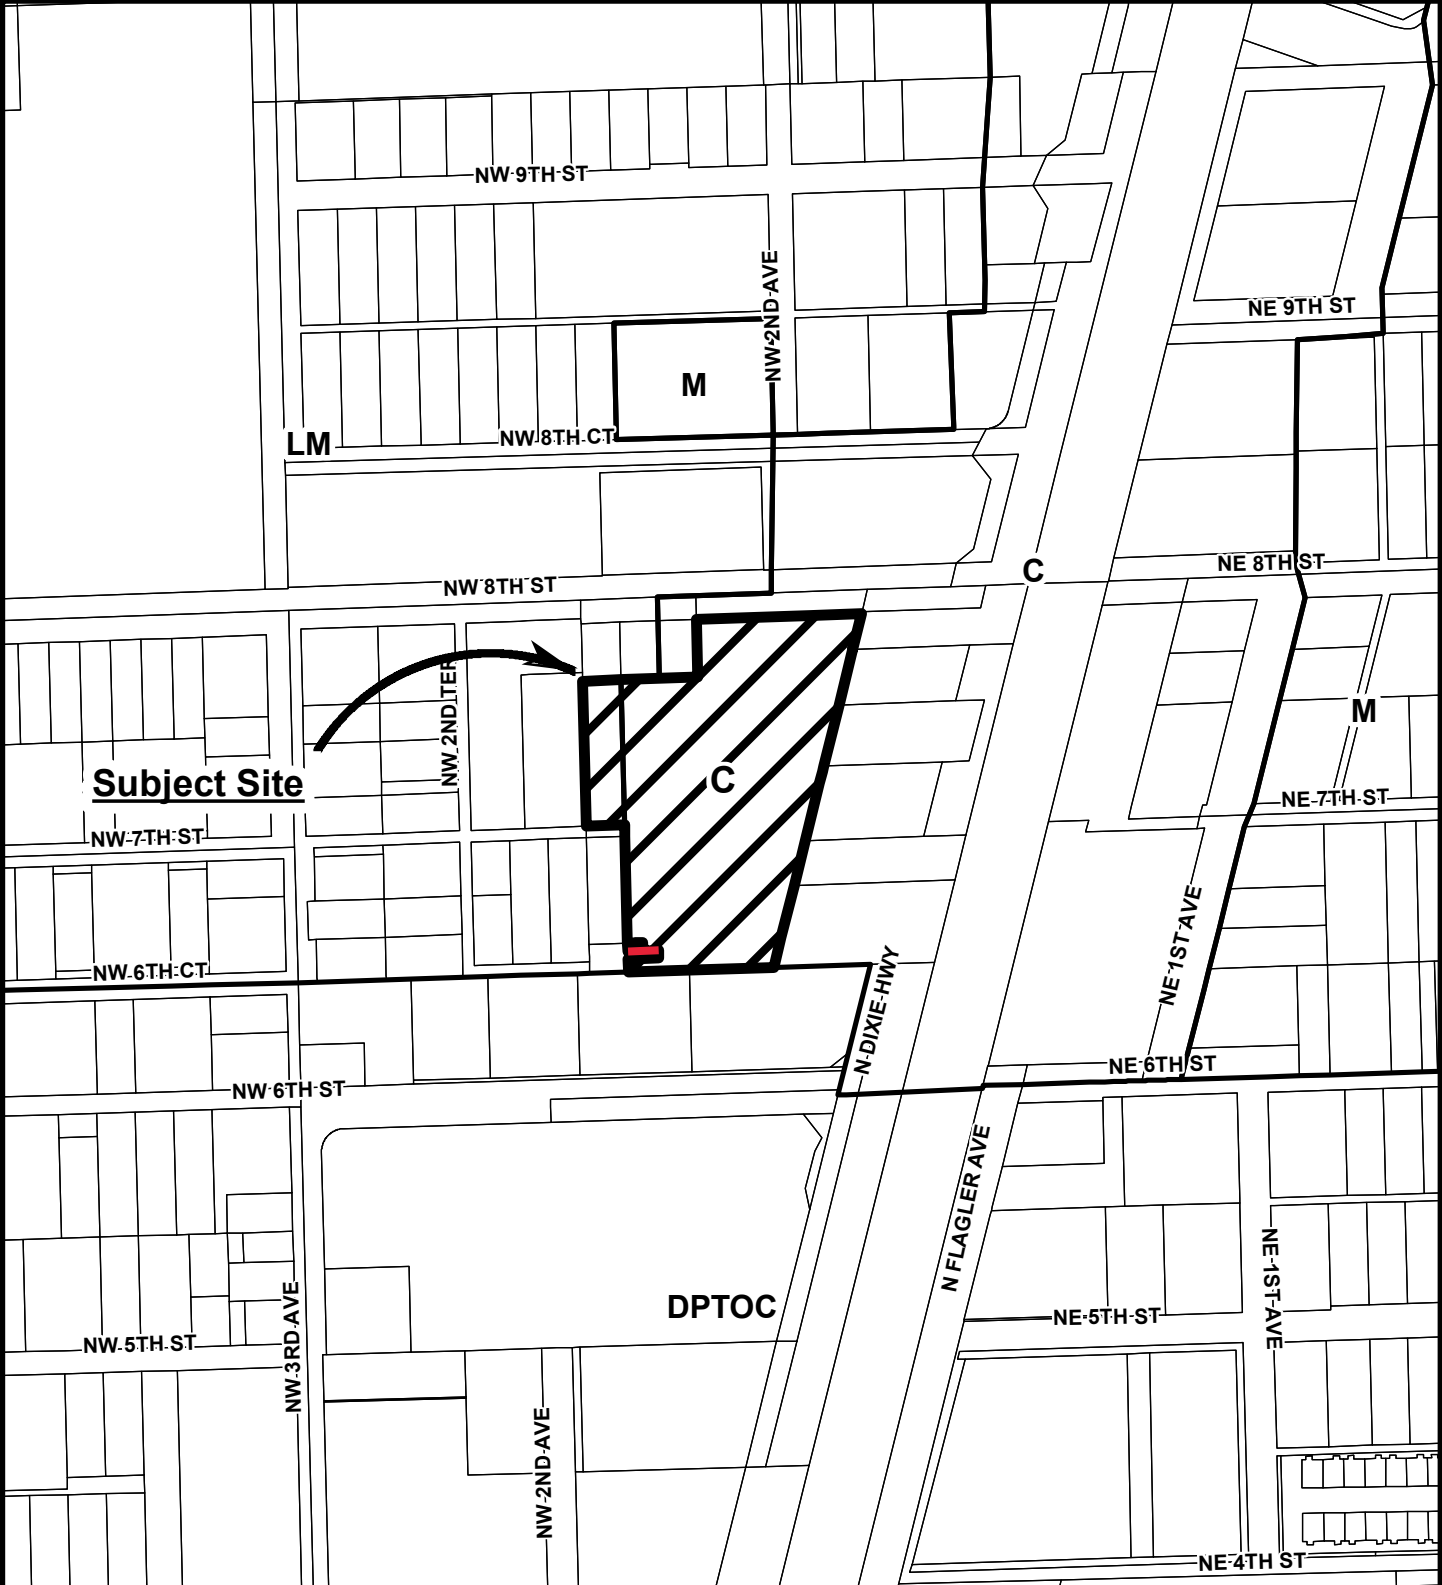 NW 9TH ST
NW 2ND AVE
NE 9TH ST
M
NW 8TH CT
LM
C
NE 8TH ST
NW 8TH ST
NW 2ND TER
M
C
Subject Site
NE 7TH ST
NW 7TH ST
NE 1ST AVE
NW 6TH CT
N DIXIE HWY
NE 6TH ST
NW 6TH ST
N FLAGLER AVE
NE 1ST AVE
DPTOC
NE 5TH ST
NW 5TH ST
NW 3RD AVE
NW 2ND AVE
NE 4TH ST